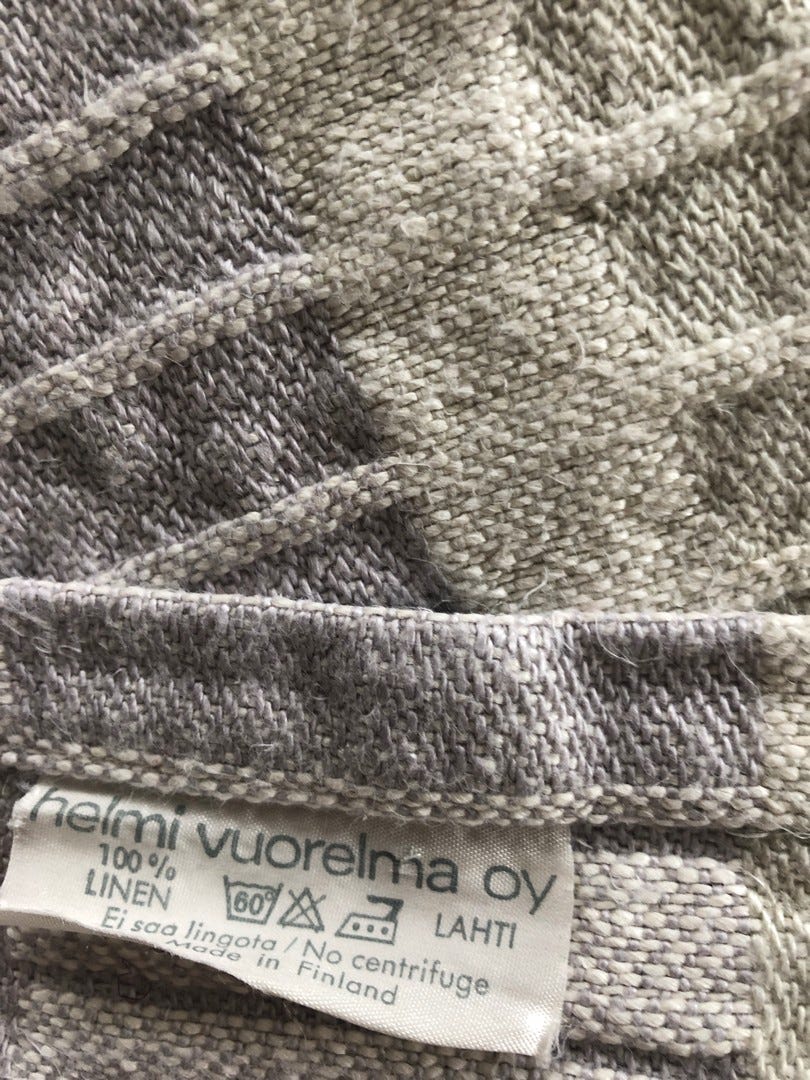 helmi vuorelma oy
100% LINEN 60° LAHTI
Ei saa lingota / No centrifuge
Made in Finland